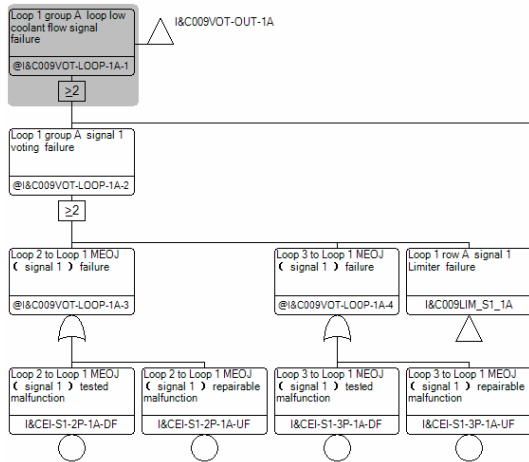 Loop 1 group A loop low
coolant flow signal
failure
@I&C009VOT-LOOP-1A-1
I&C009VOT-OUT-1A
≥2
Loop 1 group A signal 1
voting failure
@I&C009VOT-LOOP-1A-2
≥2
Loop 2 to Loop 1 MEOJ
( signal 1 ) failure
@I&C009VOT-LOOP-1A-3
Loop 3 to Loop 1 MEOJ
( signal 1 ) failure
@I&C009VOT-LOOP-1A-4
Loop 1 row A signal 1
Limiter failure
I&C009LIM_S1_1A
Loop 2 to Loop 1 MEOJ
( signal 1 ) tested
malfunction
I&CEI-S1-2P-1A-DF
Loop 2 to Loop 1 MEOJ
( signal 1 ) repairable
malfunction
I&CEI-S1-2P-1A-UF
Loop 3 to Loop 1 NEOJ
( signal 1 ) tested
malfunction
I&CEI-S1-3P-1A-DF
Loop 3 to Loop 1 MEOJ
( signal 1 ) repairable
malfunction
I&CEI-S1-3P-1A-UF